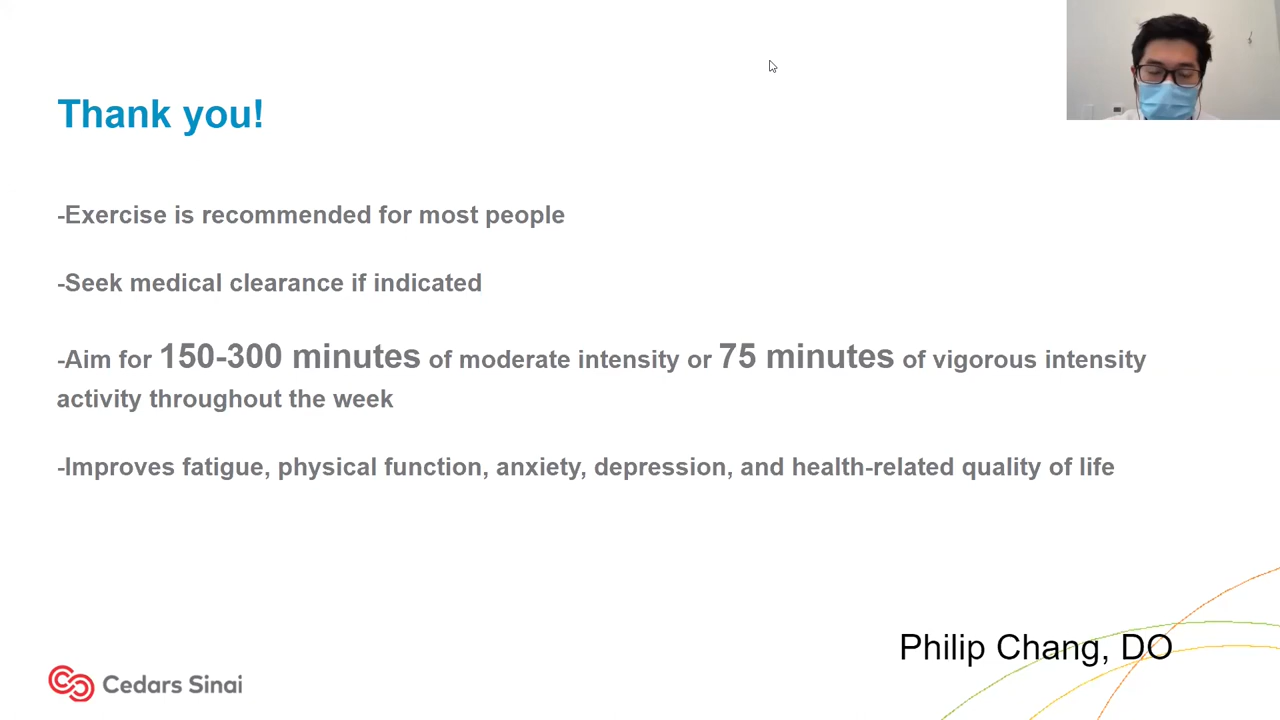 Thank you!
-Exercise is recommended for most people
-Seek medical clearance if indicated
-Aim for 150-300 minutes of moderate intensity or 75 minutes of vigorous intensity
activity throughout the week
-Improves fatigue, physical function, anxiety, depression, and health-related quality of life
Philip Chang, DO
Cedars Sinai